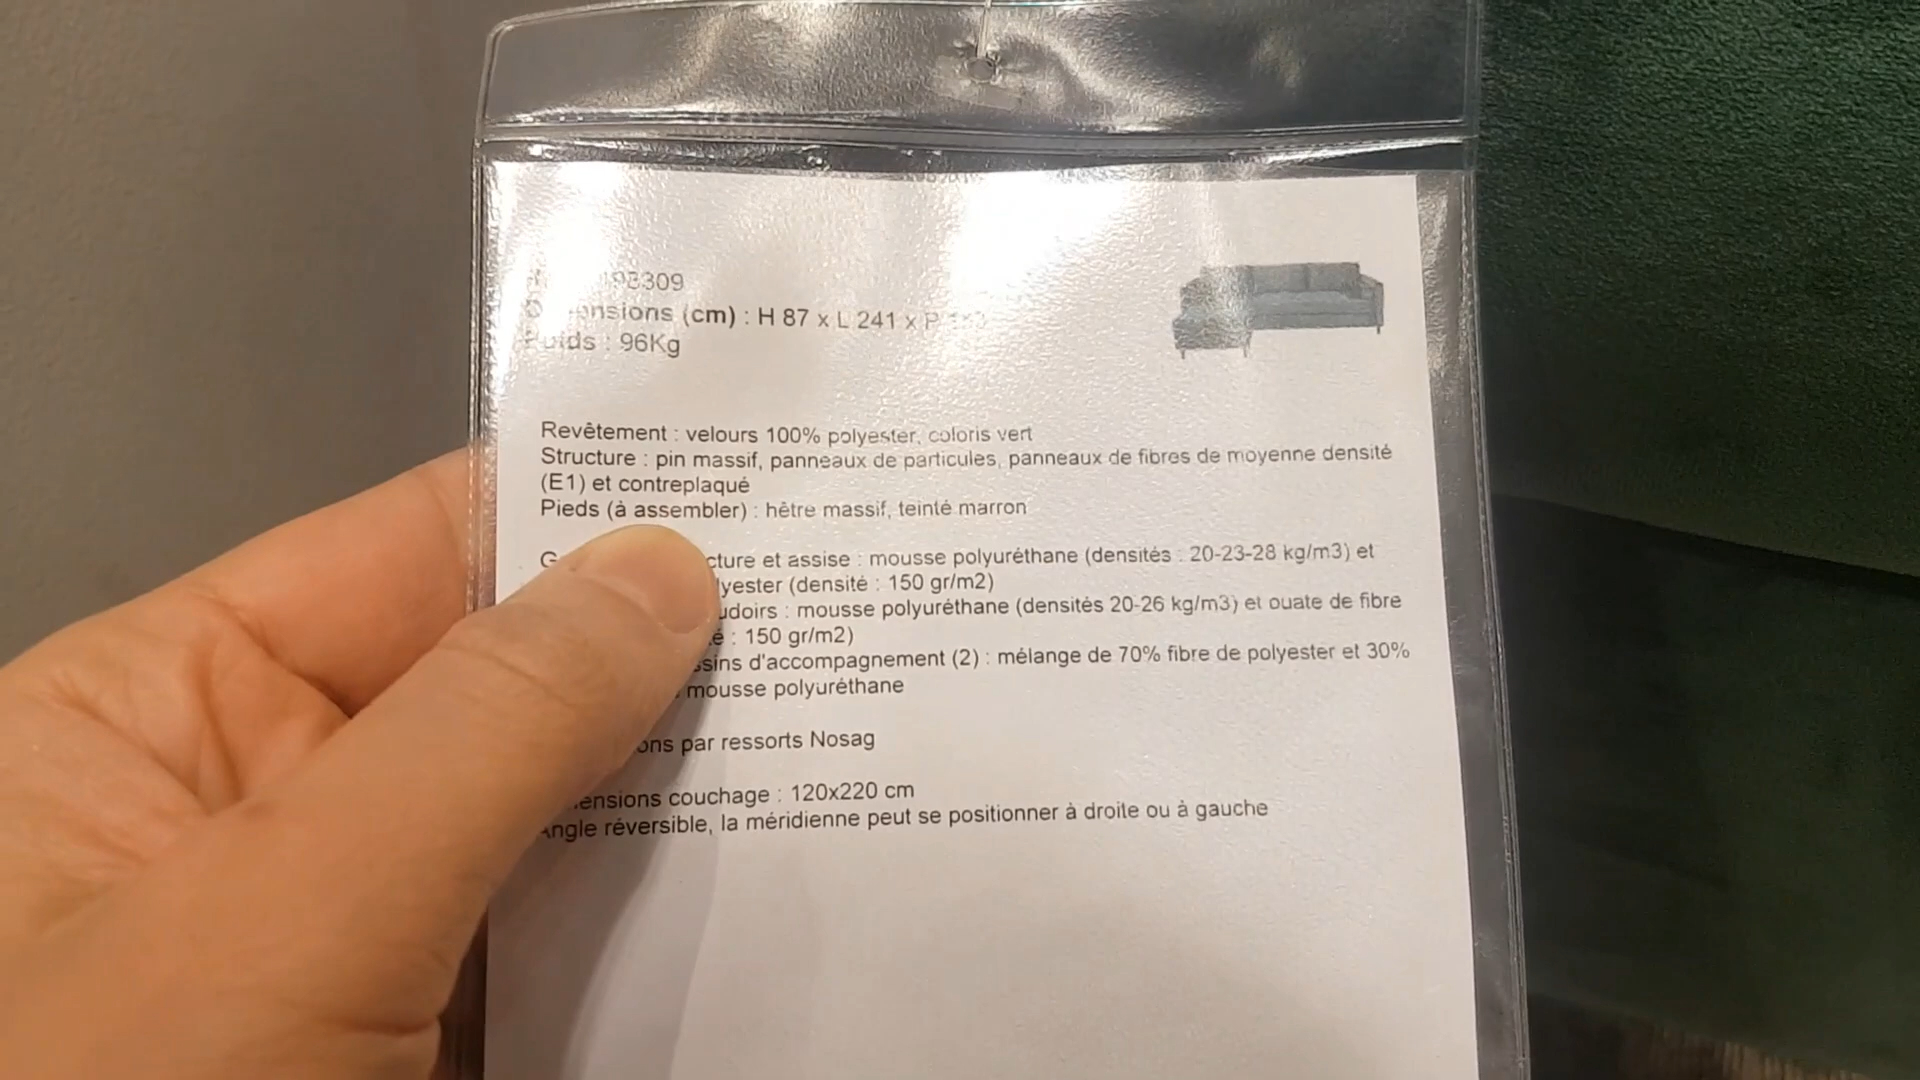 198309
Dimensions (cm) : H 87 x L 241 x P
Poids : 96Kg
Revêtement : velours 100% polyester, coloris vert
Structure : pin massif, panneaux de particules, panneaux de fibres de moyenne densité
(E1) et contreplaqué
Pieds (à assembler) : hêtre massif, teinté marron
cture et assise : mousse polyuréthane (densités : 20-23-28 kg/m3) et
lyester (densité : 150 gr/m2)
udoirs : mousse polyuréthane (densités 20-26 kg/m3) et ouate de fibre
é : 150 gr/m2)
ssins d'accompagnement (2) : mélange de 70% fibre de polyester et 30%
mousse polyuréthane
ons par ressorts Nosag
ensions couchage : 120x220 cm
Angle réversible, la méridienne peut se positionner à droite ou à gauche